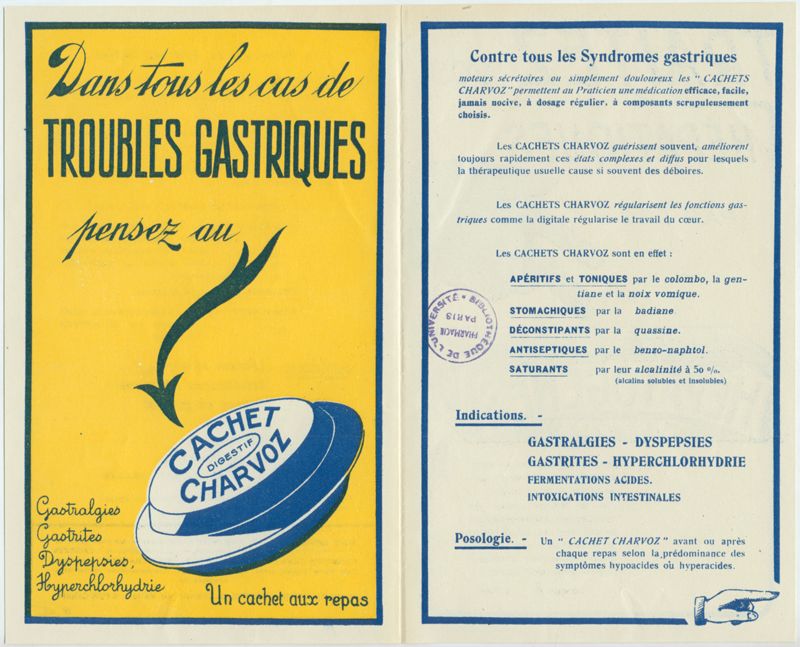 Dans tous les cas de
TROUBLES GASTRIQUES
pensez au
CACHET
DIGESTIF
CHARVOZ
Gastralgies
Gastrites
Dyspepsies,
Hyperchlorhydrie
Un cachet aux repas
Contre tous les Syndromes gastriques
moteurs sécrétoires ou simplement douloureux les "CACHETS
CHARVOZ" permettent au Praticien une médication efficace, facile,
jamais nocive, à dosage régulier, à composants scrupuleusement
choisis.
Les CACHETS CHARVOZ guérissent souvent, améliorent
toujours rapidement ces états complexes et diffus pour lesquels
la thérapeutique usuelle cause si souvent des déboires.
Les CACHETS CHARVOZ régularisent les fonctions gas-
triques comme la digitale régularise le travail du cœur.
Les CACHETS CHARVOZ sont en effet :
APÉRITIFS et TONIQUES par le colombo, la gen-
tiane et la noix vomique.
STOMACHIQUES par la badiane
DÉCONSTIPANTS par la quassine.
ANTISEPTIQUES par le benzo-naphtol.
SATURANTS par leur alcalinité à 50 %.
(alcalins solubles et insolubles)
BIBLIOTHÈQUE DE L'UNIVERSITÉ
PHARMACIE
PARIS
Indications. -
GASTRALGIES - DYSPEPSIES
GASTRITES - HYPERCHLORHYDRIE
FERMENTATIONS ACIDES.
INTOXICATIONS INTESTINALES
Posologie. - Un "CACHET CHARVOZ" avant ou après
chaque repas selon la prédominance des
symptômes hypoacides où hyperacides.